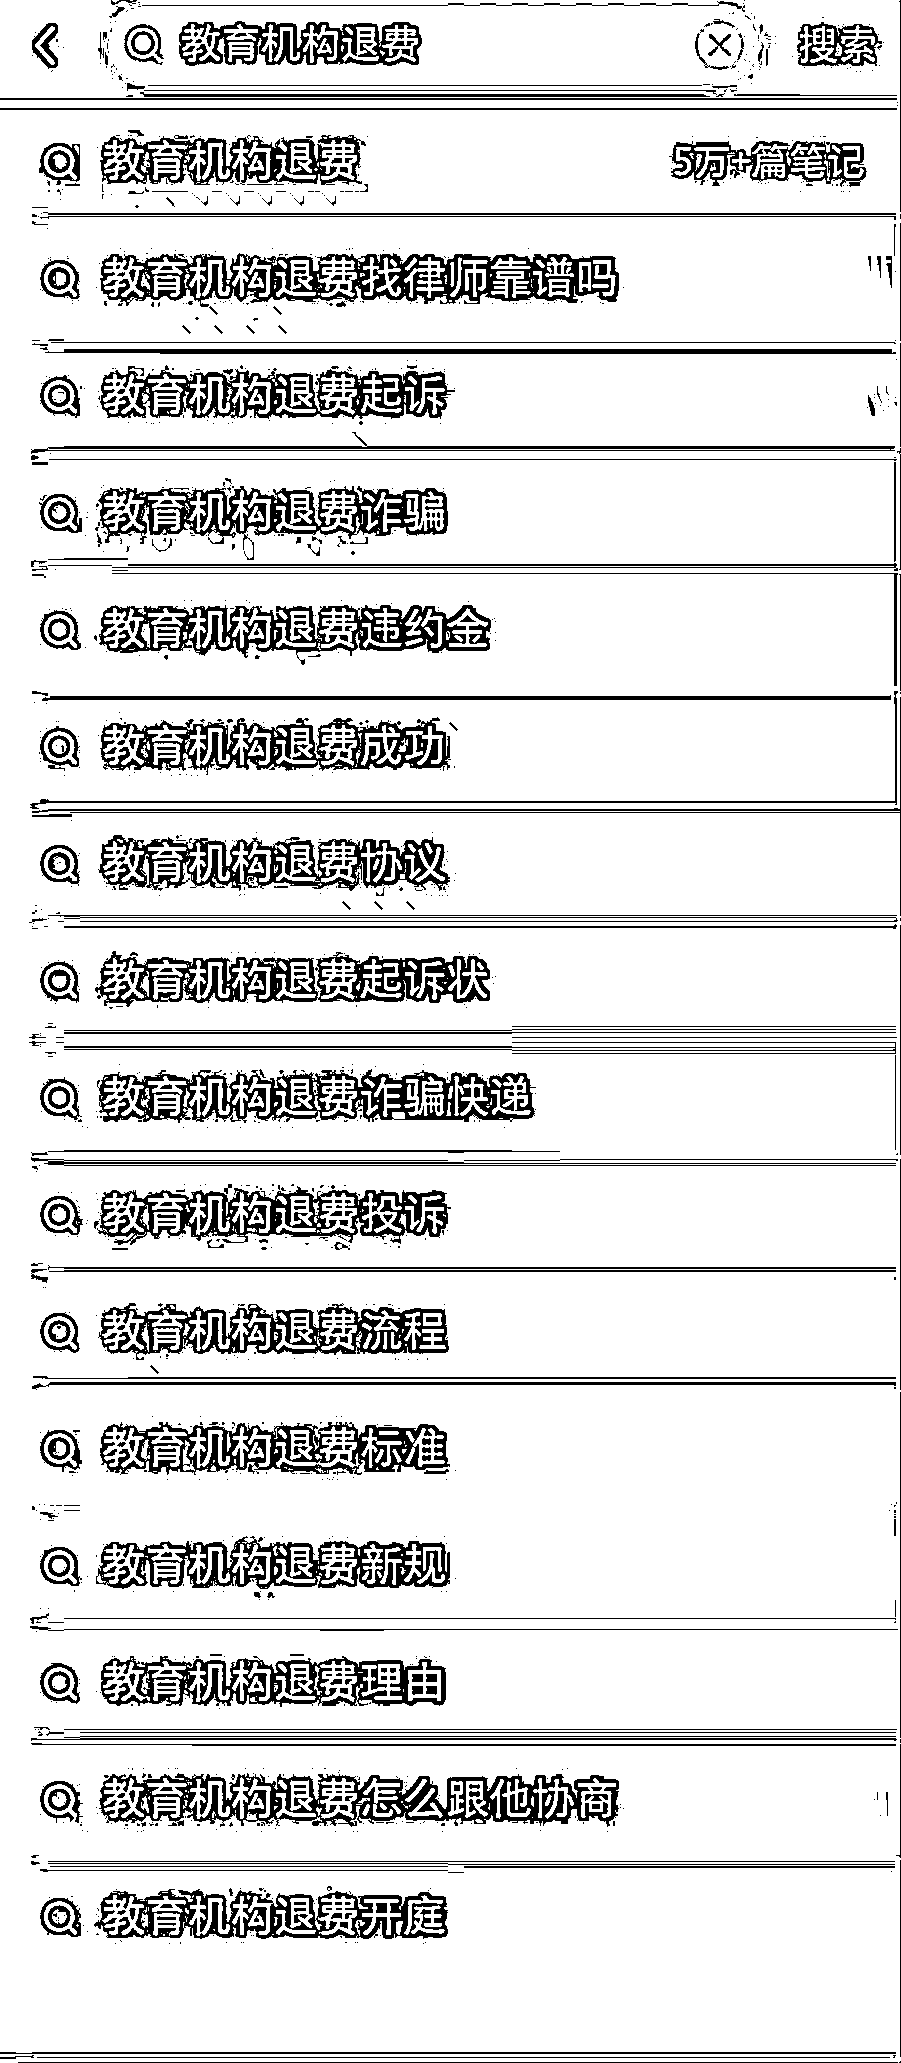 教育机构退费 搜索
教育机构退费 5万+篇笔记
教育机构退费找律师靠谱吗
教育机构退费起诉
教育机构退费诈骗
教育机构退费违约金
教育机构退费成功
教育机构退费协议
教育机构退费起诉状
教育机构退费诈骗快递
教育机构退费投诉
教育机构退费流程
教育机构退费标准
教育机构退费新规
教育机构退费理由
教育机构退费怎么跟他协商
教育机构退费开庭